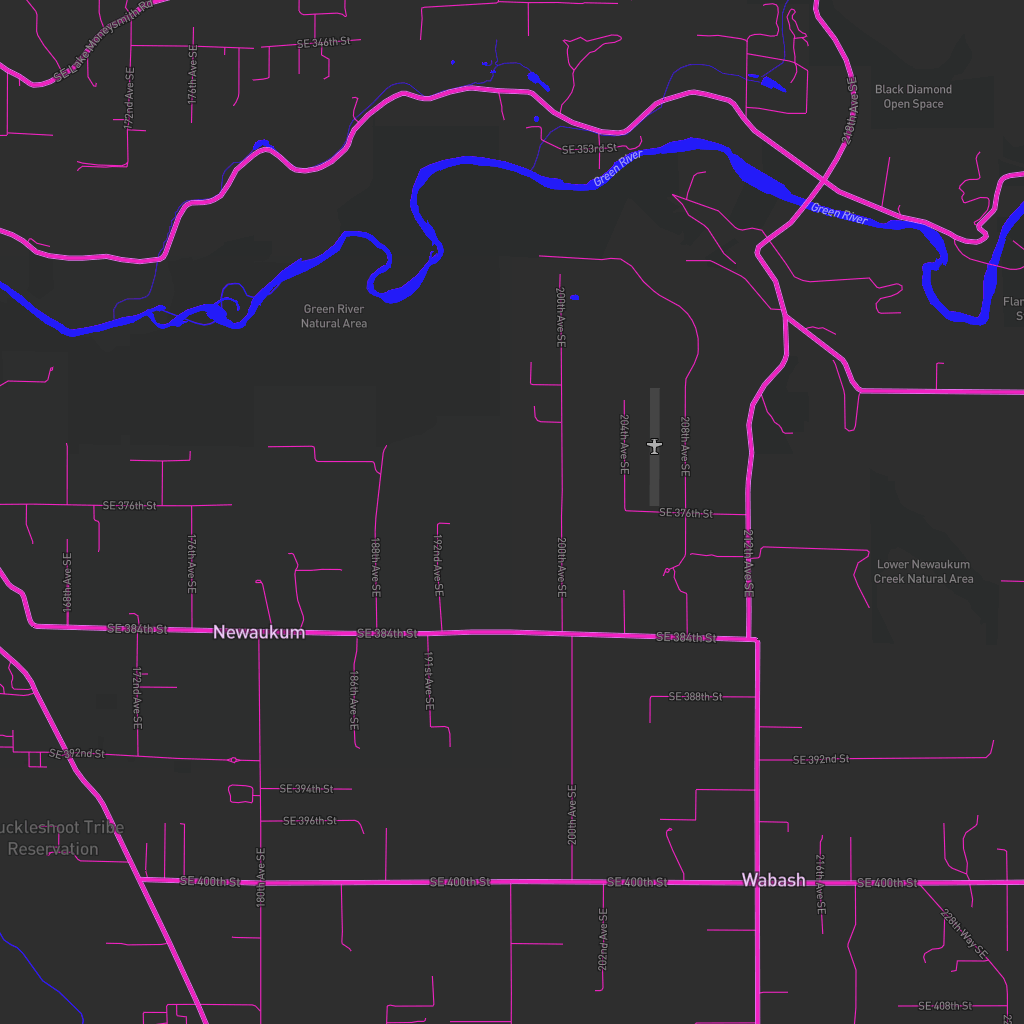 SE Lake Moneysmith Rd
SE 346th St
176th Ave SE
172nd Ave SE
Black Diamond
Open Space
218th Ave SE
SE 353rd St
Green River
Green River
Green River
Natural Area
200th Ave SE
204th Ave SE
208th Ave SE
SE 376th St
SE 376th St
176th Ave SE
168th Ave SE
188th Ave SE
192nd Ave SE
200th Ave SE
212th Ave SE
Lower Newaukum
Creek Natural Area
SE 384th St
Newaukum
SE 384th St
SE 384th St
172nd Ave SE
186th Ave SE
191st Ave SE
SE 388th St
SE 392nd St
SE 392nd St
SE 394th St
SE 396th St
200th Ave SE
uckleshoot Tribe
Reservation
180th Ave SE
SE 400th St
SE 400th St
SE 400th St
Wabash
216th Ave SE
SE 400th St
202nd Ave SE
228th Way SE
SE 408th St